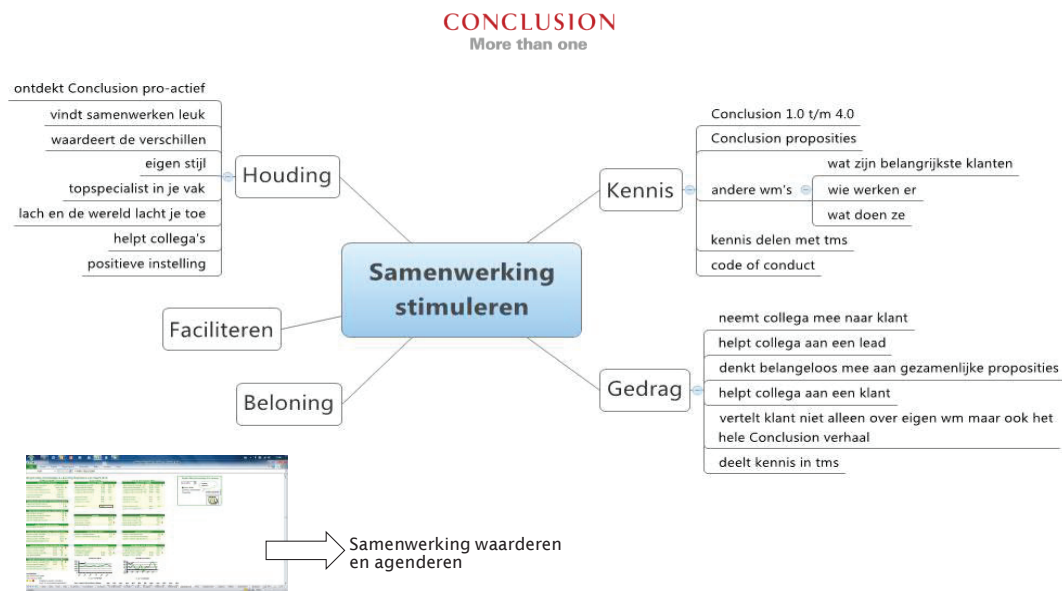 CONCLUSION
More than one
ontdekt Conclusion pro-actief
vindt samenwerken leuk
waardeert de verschillen
eigen stijl
topspecialist in je vak
lach en de wereld lacht je toe
helpt collega's
positieve instelling
Houding
Faciliteren
Beloning
Samenwerking
stimuleren
Kennis
Conclusion 1.0 t/m 4.0
Conclusion proposities
andere wm's
wat zijn belangrijkste klanten
wie werken er
wat doen ze
kennis delen met tms
code of conduct
Gedrag
neemt collega mee naar klant
helpt collega aan een lead
denkt belangeloos mee aan gezamenlijke proposities
helpt collega aan een klant
vertelt klant niet alleen over eigen wm maar ook het
hele Conclusion verhaal
deelt kennis in tms
Samenwerking waarderen
en agenderen